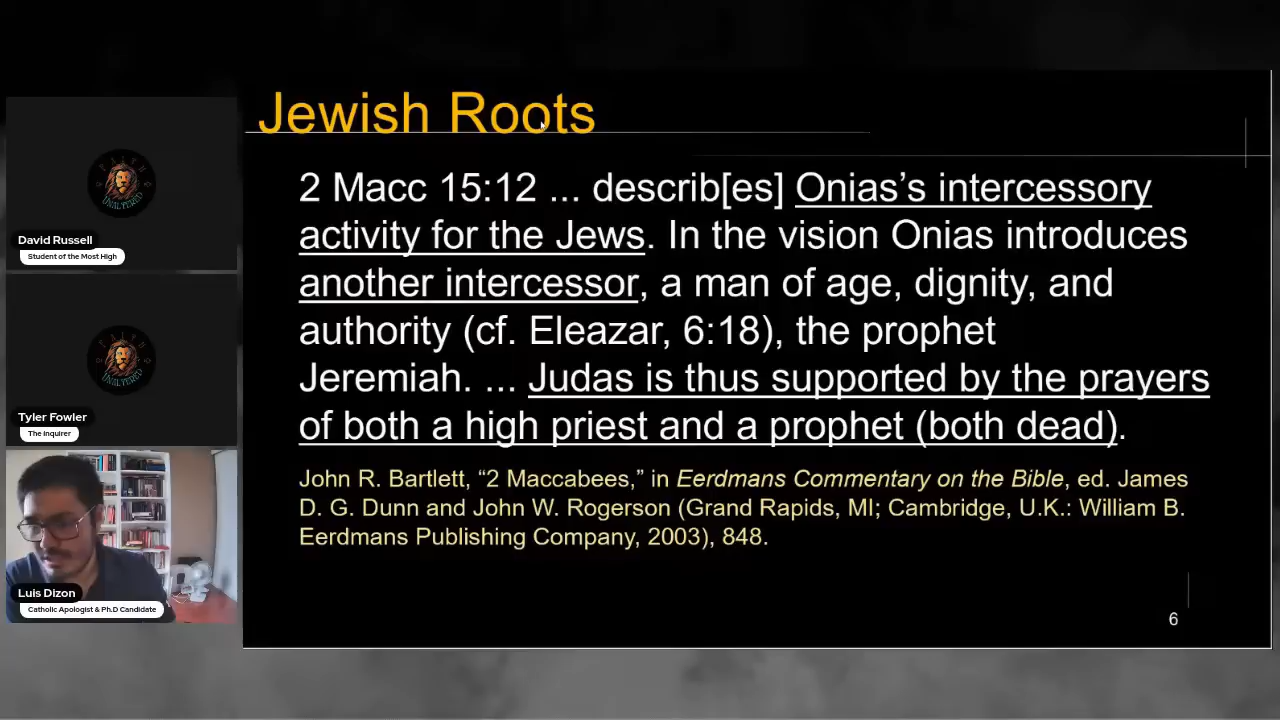 Jewish Roots
2 Macc 15:12 ... describ[es] Onias’s intercessory
activity for the Jews. In the vision Onias introduces
another intercessor, a man of age, dignity, and
authority (cf. Eleazar, 6:18), the prophet
Jeremiah. ... Judas is thus supported by the prayers
of both a high priest and a prophet (both dead).
John R. Bartlett, “2 Maccabees,” in Eerdmans Commentary on the Bible, ed. James
D. G. Dunn and John W. Rogerson (Grand Rapids, MI; Cambridge, U.K.: William B.
Eerdmans Publishing Company, 2003), 848.
6
UNALTERED
David Russell
Student of the Most High
UNALTERED
Tyler Fowler
The Inquirer
Luis Dizon
Catholic Apologist & Ph.D Candidate